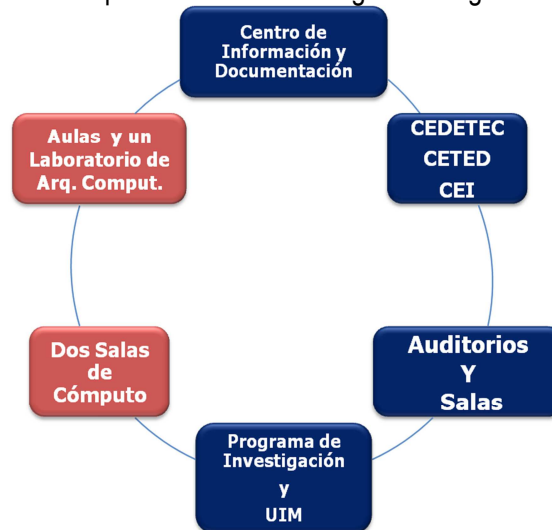 Centro de
Información y
Documentación
CEDETEC
CETED
CEI
Auditorios
Y
Salas
Programa de
Investigación
y
UIM
Dos Salas
de
Cómputo
Aulas y un
Laboratorio de
Arq. Comput.